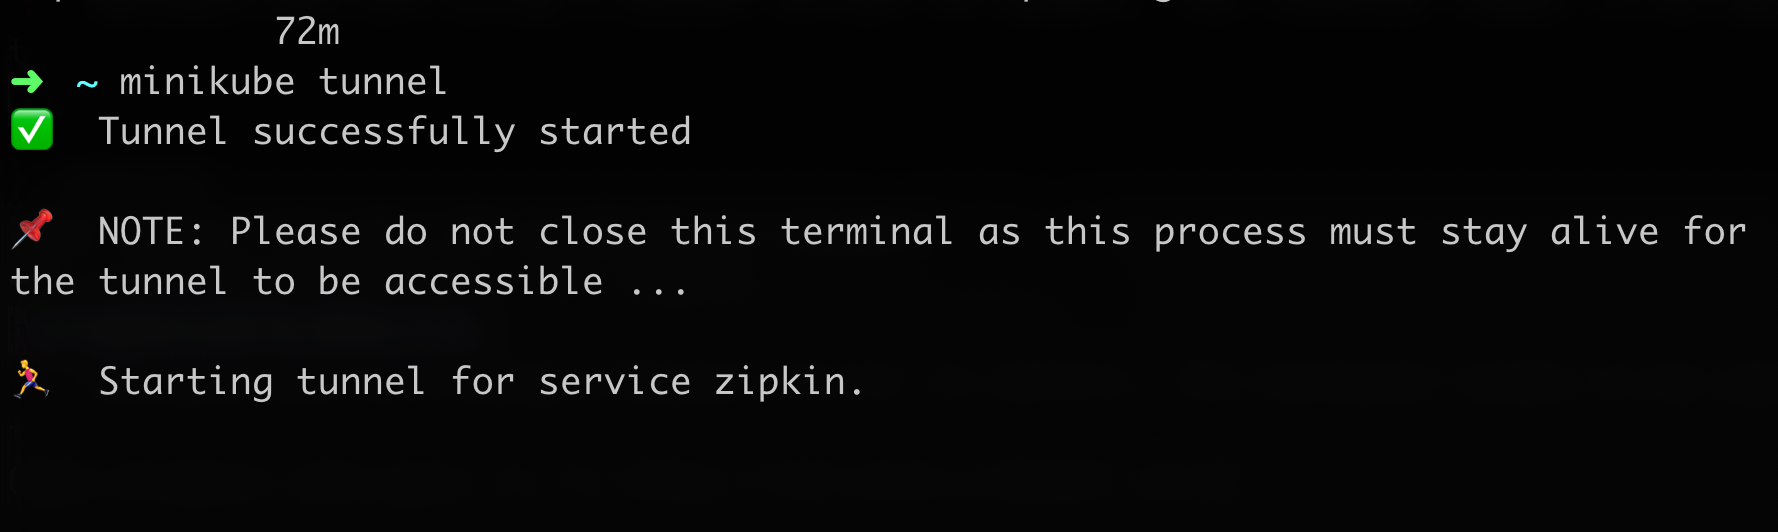 72m
➜ ~ minikube tunnel
✅ Tunnel successfully started
📌 NOTE: Please do not close this terminal as this process must stay alive for
the tunnel to be accessible ...
🏃 Starting tunnel for service zipkin.